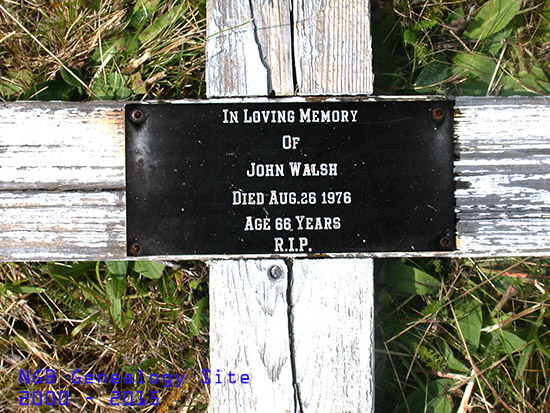 In Loving Memory
Of
John Walsh
Died Aug.26 1976
Age 66 Years
R.I.P.
NGB Genealogy Site
2000 - 2015